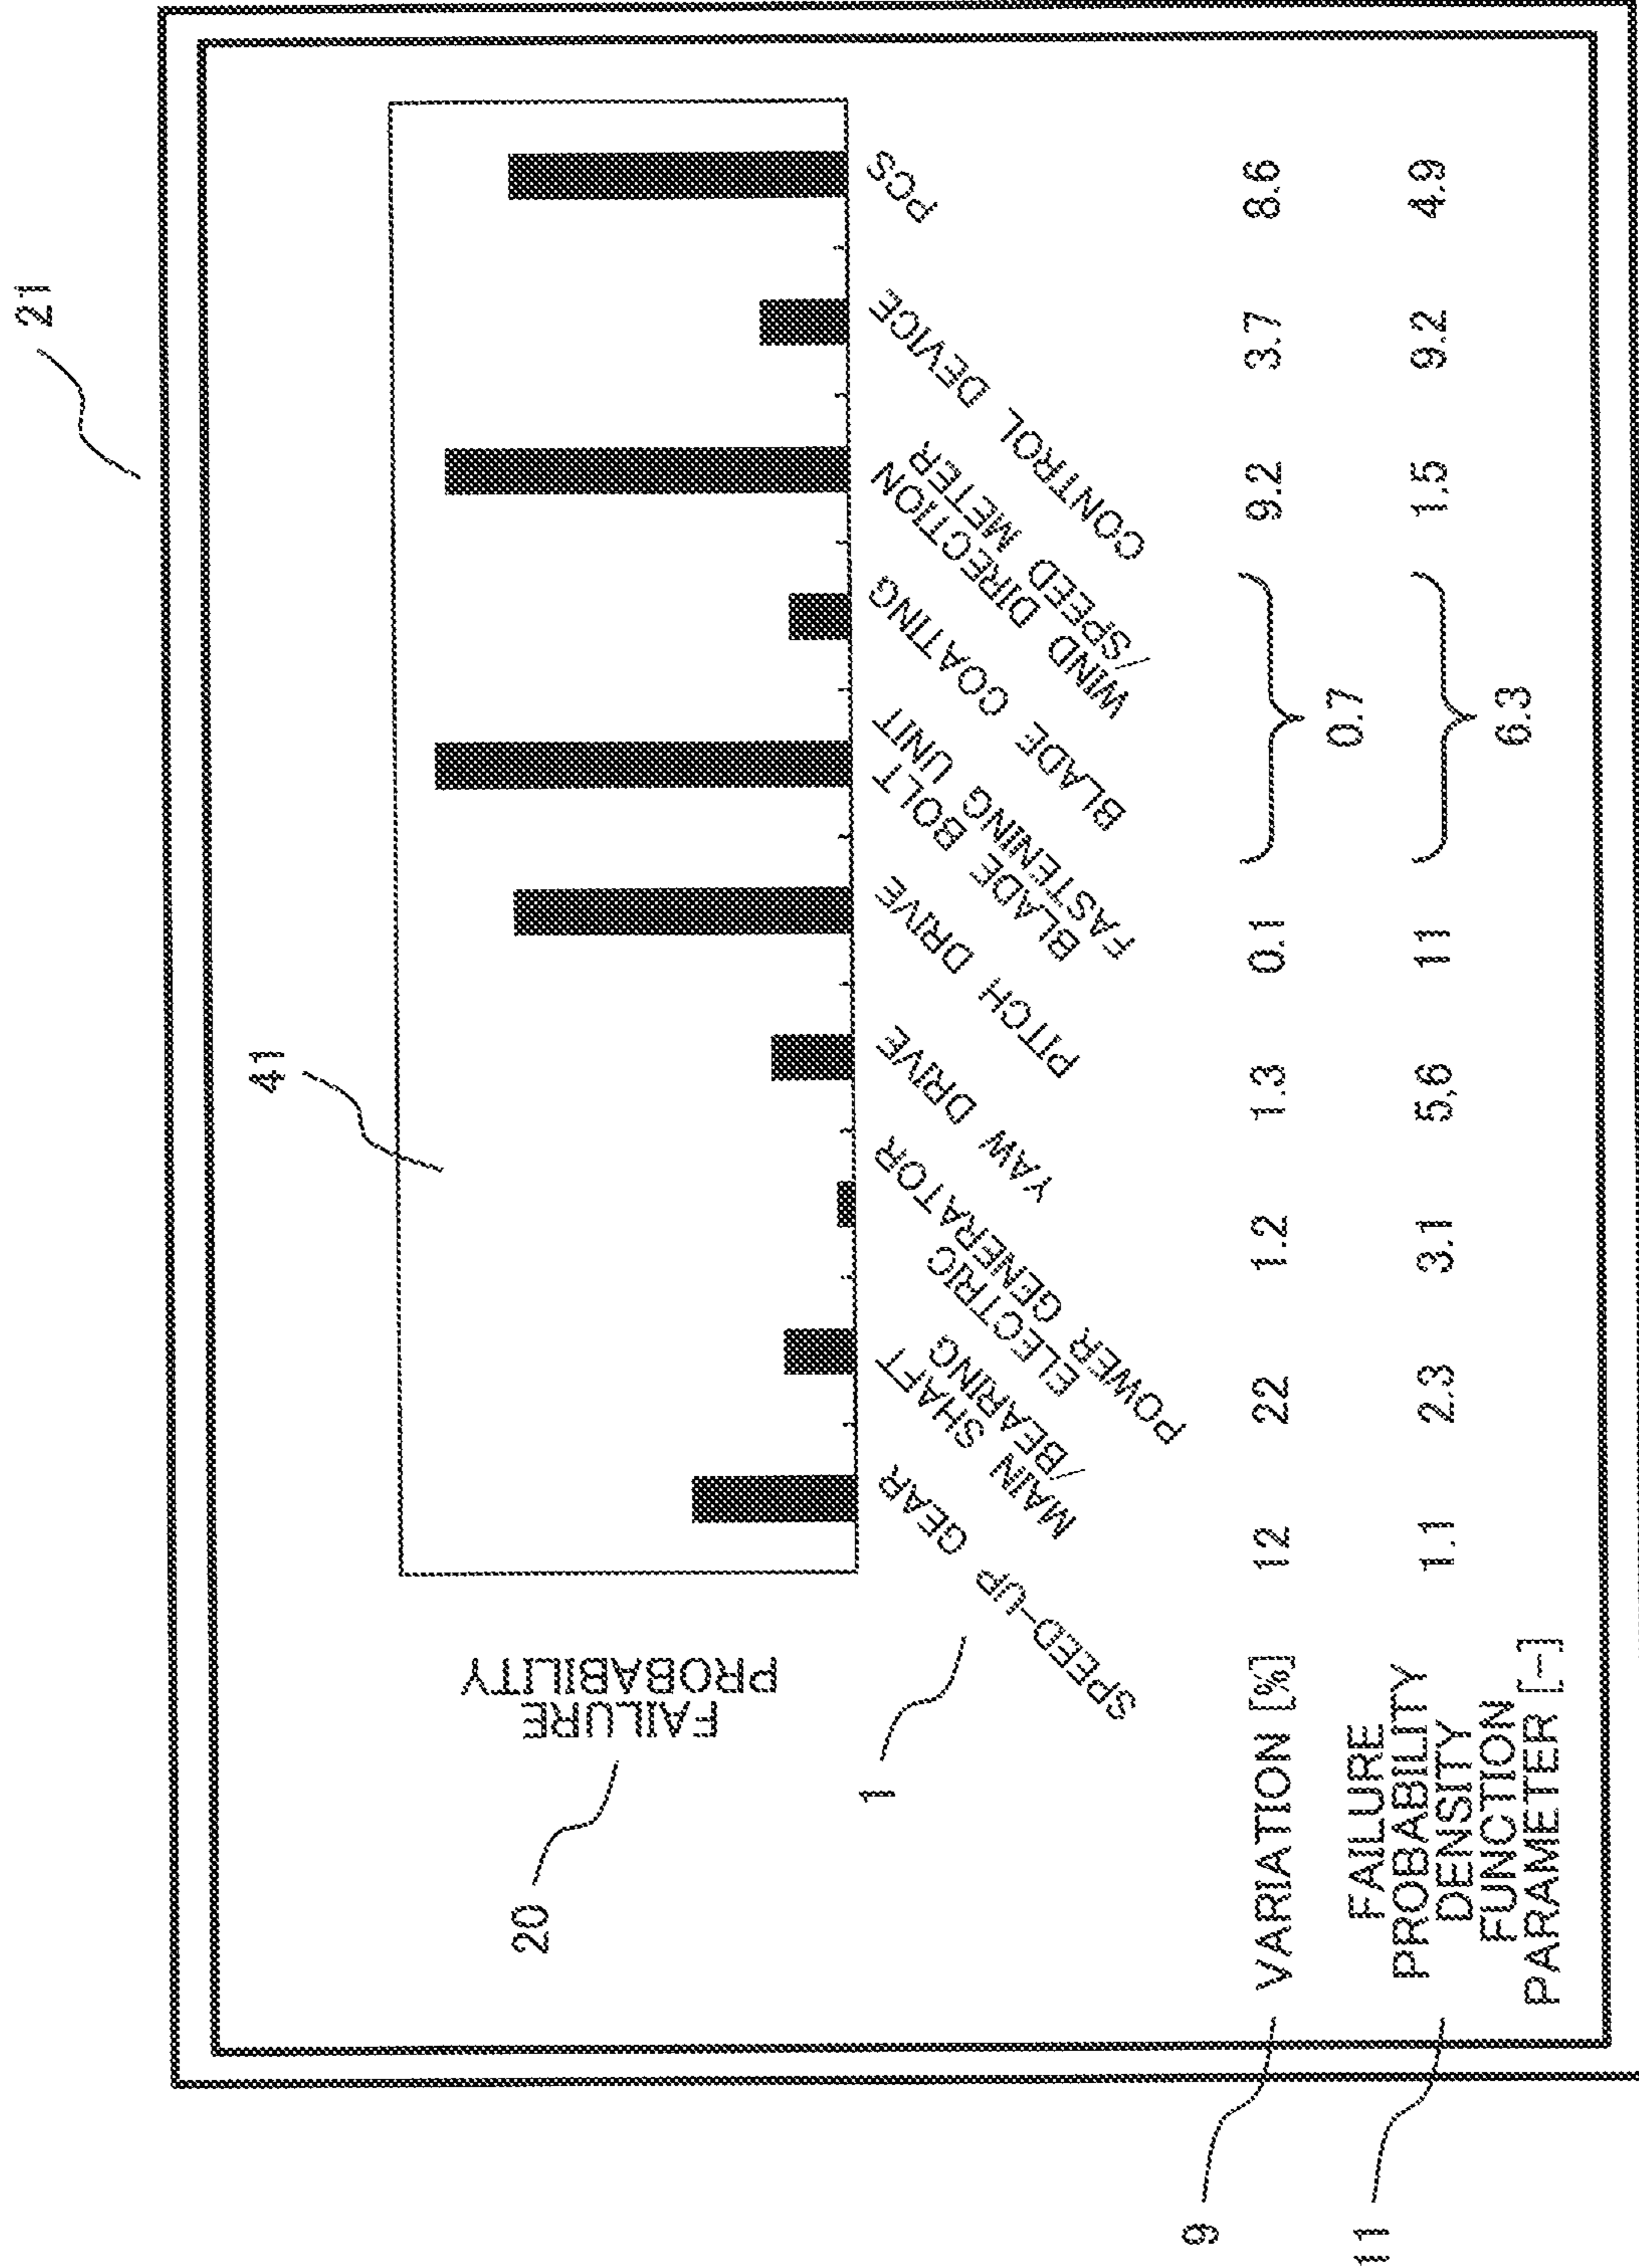 21
41
20
FAILURE
PROBABILITY
1
SPEED-UP GEAR
MAIN SHAFT
/BEARING
ELECTRIC
POWER GENERATOR
YAW DRIVE
PITCH DRIVE
BLADE BOLT
FASTENING UNIT
BLADE COATING
WIND DIRECTION
/SPEED METER
CONTROL DEVICE
PCS
9
VARIATION [%] 12 22 1.2 1.3 0.1 0.7 9.2 3.7 8.6
11
FAILURE
PROBABILITY
DENSITY
FUNCTION
PARAMETER [-]
1.1 2.3 3.1 5,6 11 6.3 1.5 9.2 4.9